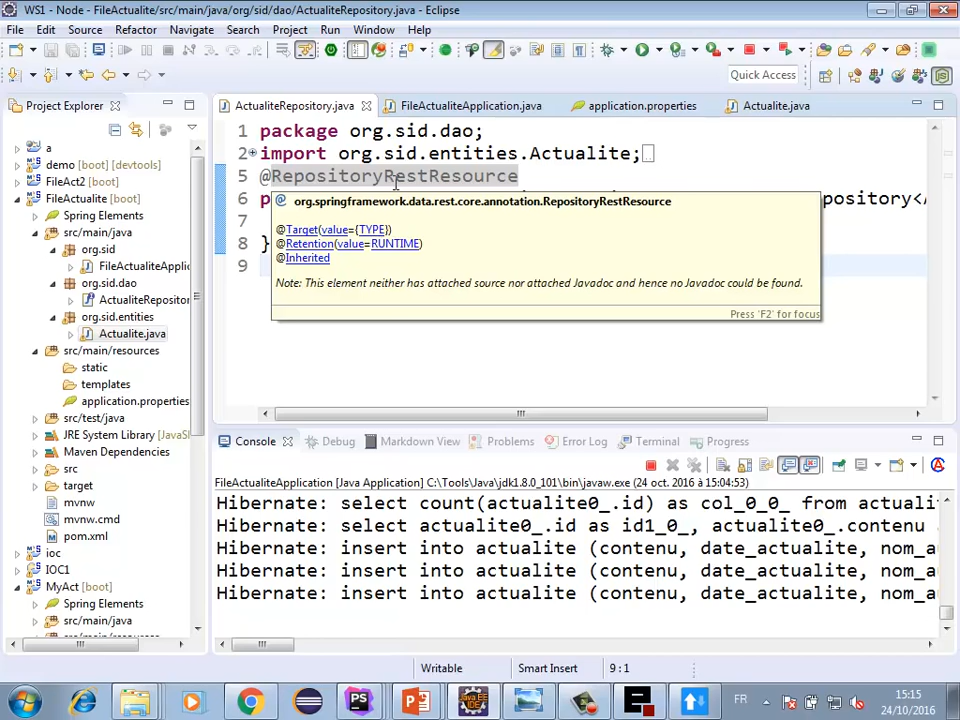 WS1 - Node - FileActualite/src/main/java/org/sid/dao/ActualiteRepository.java - Eclipse
File Edit Source Refactor Navigate Search Project Run Window Help
Quick Access
Project Explorer
a
demo [boot] [devtools]
FileAct2 [boot]
FileActualite [boot]
Spring Elements
src/main/java
org.sid
FileActualiteAppli
org.sid.dao
ActualiteRepositor
org.sid.entities
Actualite.java
src/main/resources
static
templates
application.properties
src/test/java
JRE System Library [JavaS
Maven Dependencies
src
target
mvnw
mvnw.cmd
pom.xml
ioc
IOC1
MyAct [boot]
Spring Elements
src/main/java
ActualiteRepository.java FileActualiteApplication.java application.properties Actualite.java
1 package org.sid.dao;
2 import org.sid.entities.Actualite;
5 @RepositoryRestResource
6 p pository<A
7
8 }
9
@ org.springframework.data.rest.core.annotation.RepositoryRestResource
@Target(value={TYPE})
@Retention(value=RUNTIME)
@Inherited
Note: This element neither has attached source nor attached Javadoc and hence no Javadoc could be found.
Press 'F2' for focus
Console Debug Markdown View Problems Error Log Terminal Progress
FileActualiteApplication [Java Application] C:\Tools\Java\jdk1.8.0_101\bin\javaw.exe (24 oct. 2016 à 15:04:53)
Hibernate: select count(actualite0_.id) as col_0_0_ from actualit
Hibernate: select actualite0_.id as id1_0_, actualite0_.contenu
Hibernate: insert into actualite (contenu, date_actualite, nom_a
Hibernate: insert into actualite (contenu, date_actualite, nom_a
Hibernate: insert into actualite (contenu, date_actualite, nom_a
Writable Smart Insert 9 : 1
FR
15:15
24/10/2016